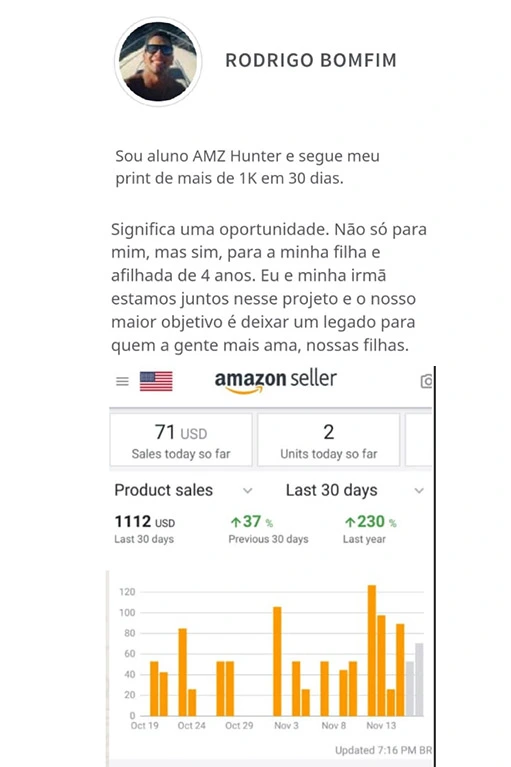 RODRIGO BOMFIM
Sou aluno AMZ Hunter e segue meu
print de mais de 1K em 30 dias.
Significa uma oportunidade. Não só para
mim, mas sim, para a minha filha e
afilhada de 4 anos. Eu e minha irmã
estamos juntos nesse projeto e o nosso
maior objetivo é deixar um legado para
quem a gente mais ama, nossas filhas.
amazon seller
71 USD 2
Sales today so far Units today so far
Product sales Last 30 days
1112 USD 37 % 230 %
Last 30 days Previous 30 days Last year
120
100
80
60
40
20
0
Oct 19 Oct 24 Oct 29 Nov 3 Nov 8 Nov 13
Updated 7:16 PM BR